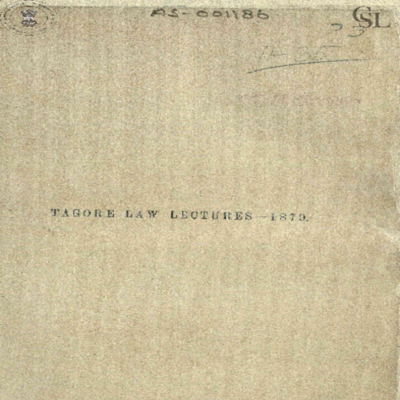 AS-001186
CSL
TAGORE LAW LECTURES—1879.